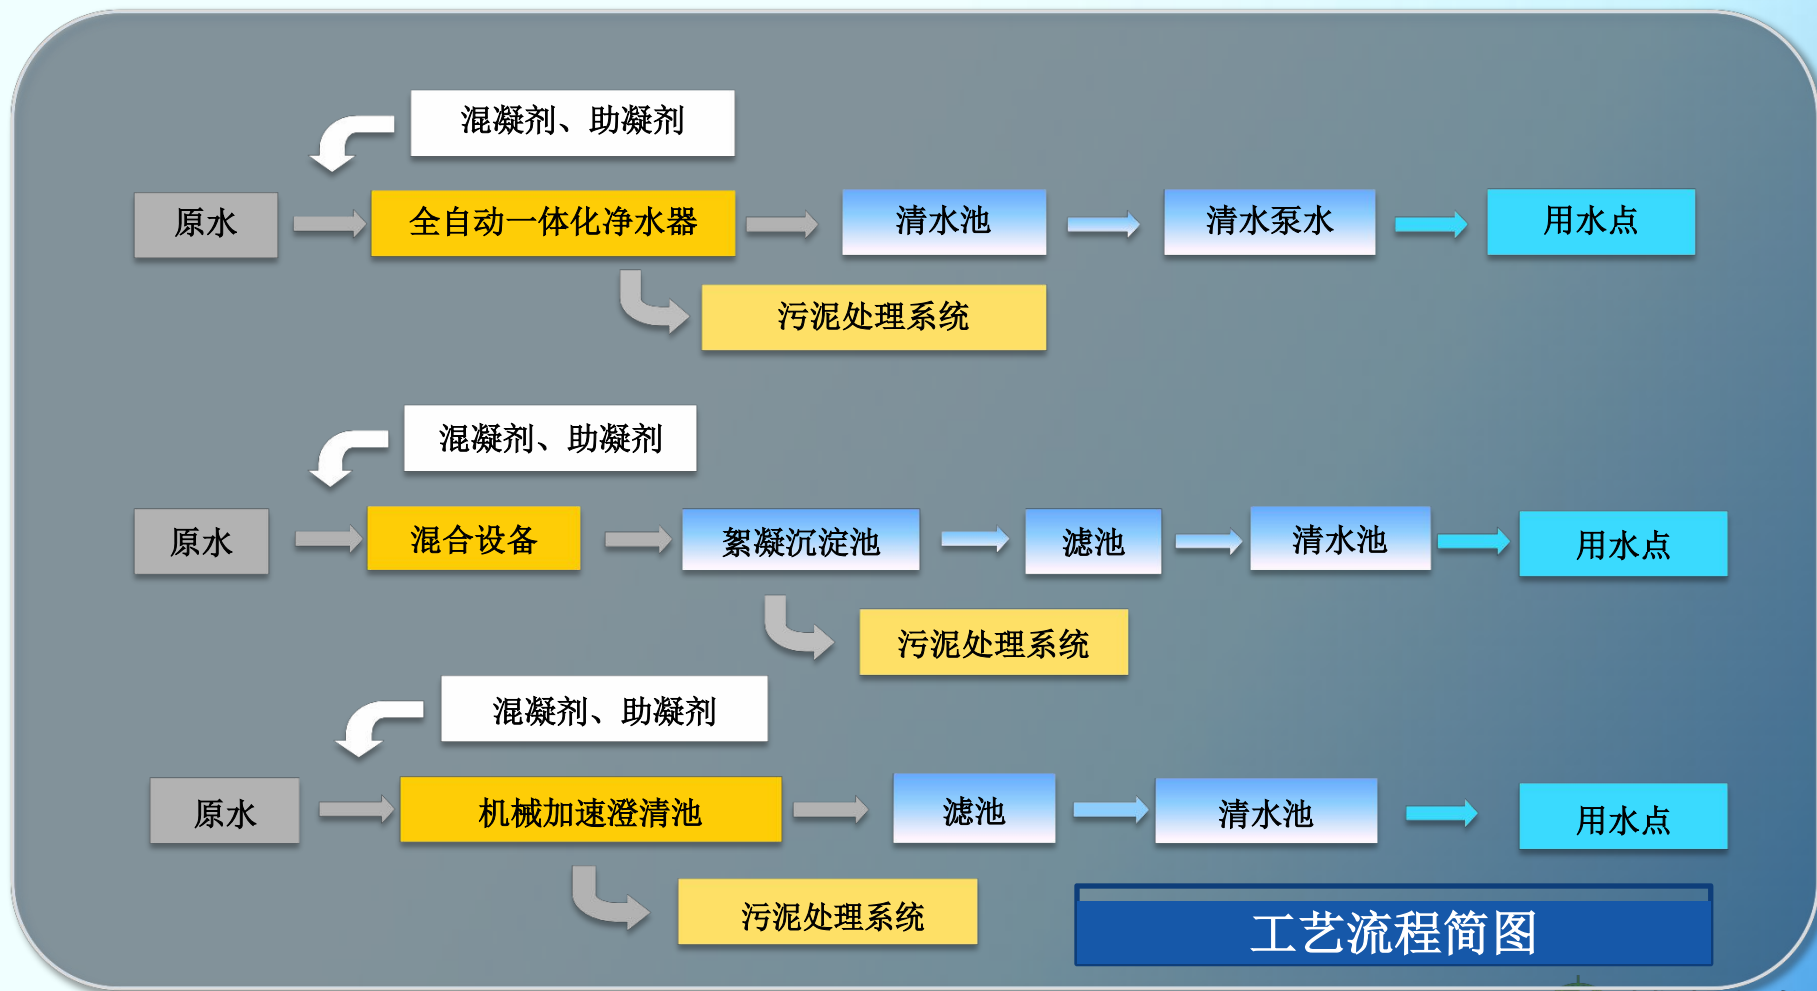 混凝剂、助凝剂
原水
全自动一体化净水器
清水池
清水泵水
用水点
污泥处理系统
混凝剂、助凝剂
原水
混合设备
絮凝沉淀池
滤池
清水池
用水点
污泥处理系统
混凝剂、助凝剂
原水
机械加速澄清池
滤池
清水池
用水点
污泥处理系统
工艺流程简图